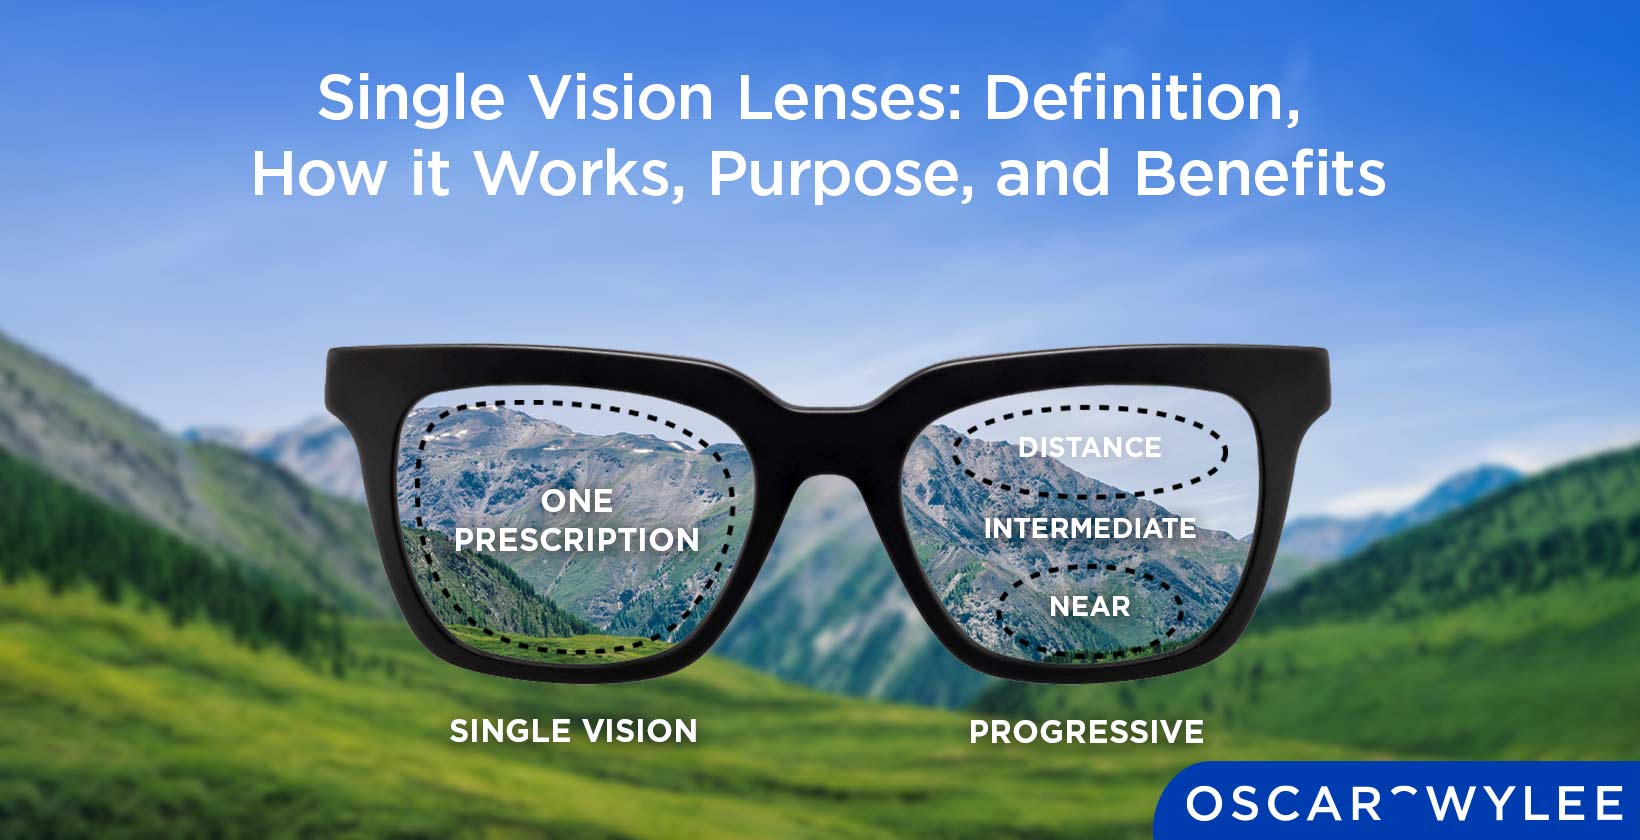 Single Vision Lenses: Definition,
How it Works, Purpose, and Benefits
ONE
PRESCRIPTION
DISTANCE
INTERMEDIATE
NEAR
SINGLE VISION
PROGRESSIVE
OSCAR WYLEE